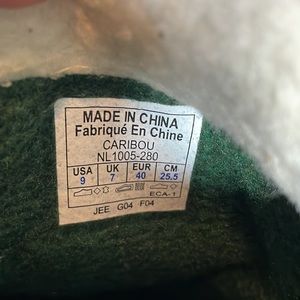 MADE IN CHINA
Fabriqué En Chine
CARIBOU
NL1005-280
USA UK EUR CM
9 7 40 25.5
ECA-1
JEE G04 F04